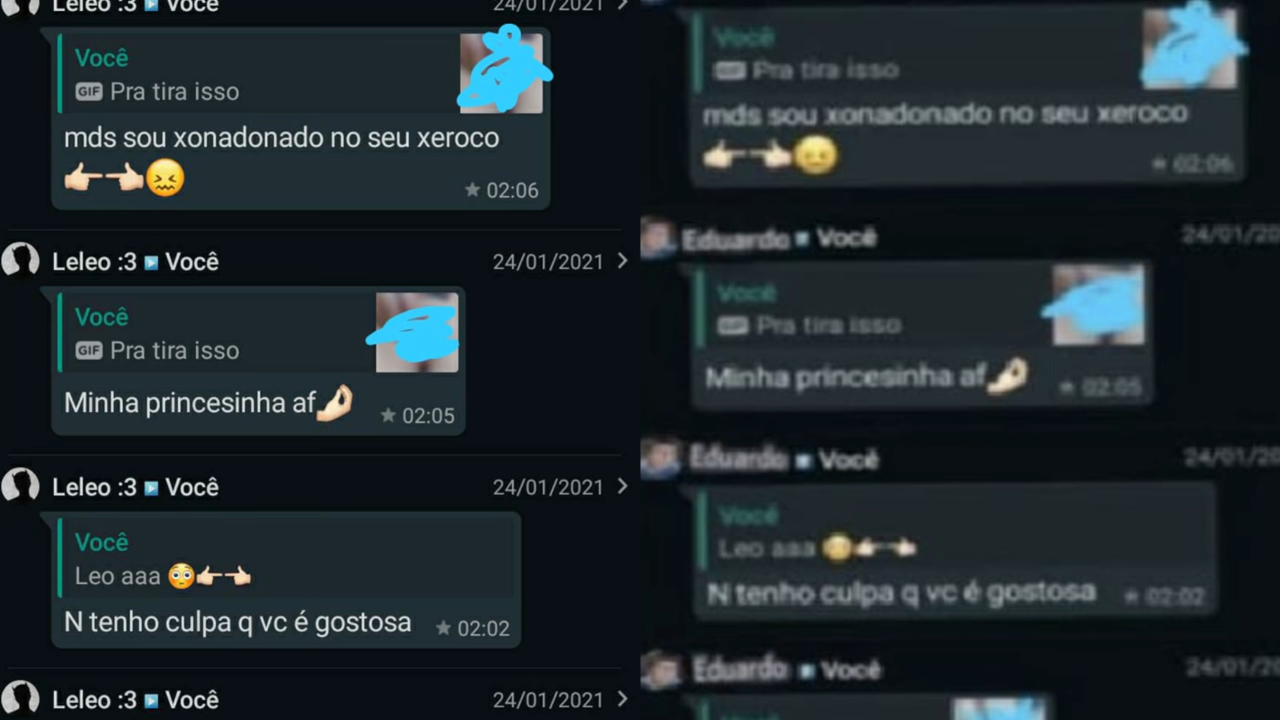 Leleo :3 ▶ Você 24/01/2021 >
Você
GIF Pra tira isso
mds sou xonadonado no seu xeroco
👉🏻👈🏻😖
★ 02:06
Leleo :3 ▶ Você 24/01/2021 >
Você
GIF Pra tira isso
Minha princesinha af🤌🏻 ★ 02:05
Leleo :3 ▶ Você 24/01/2021 >
Você
Leo aaa 😳👉🏻👈🏻
N tenho culpa q vc é gostosa ★ 02:02
Leleo :3 ▶ Você 24/01/2021 >
Você
GIF Pra tira isso
mds sou xonadonado no seu xeroco
👉🏻👈🏻😖
★ 02:06
Eduardo ▶ Você 24/01/20
Você
GIF Pra tira isso
Minha princesinha af🤌🏻 ★ 02:05
Eduardo ▶ Você 24/01/20
Você
Leo aaa 😳👉🏻👈🏻
N tenho culpa q vc é gostosa ★ 02:02
Eduardo ▶ Você 24/01/20
Você